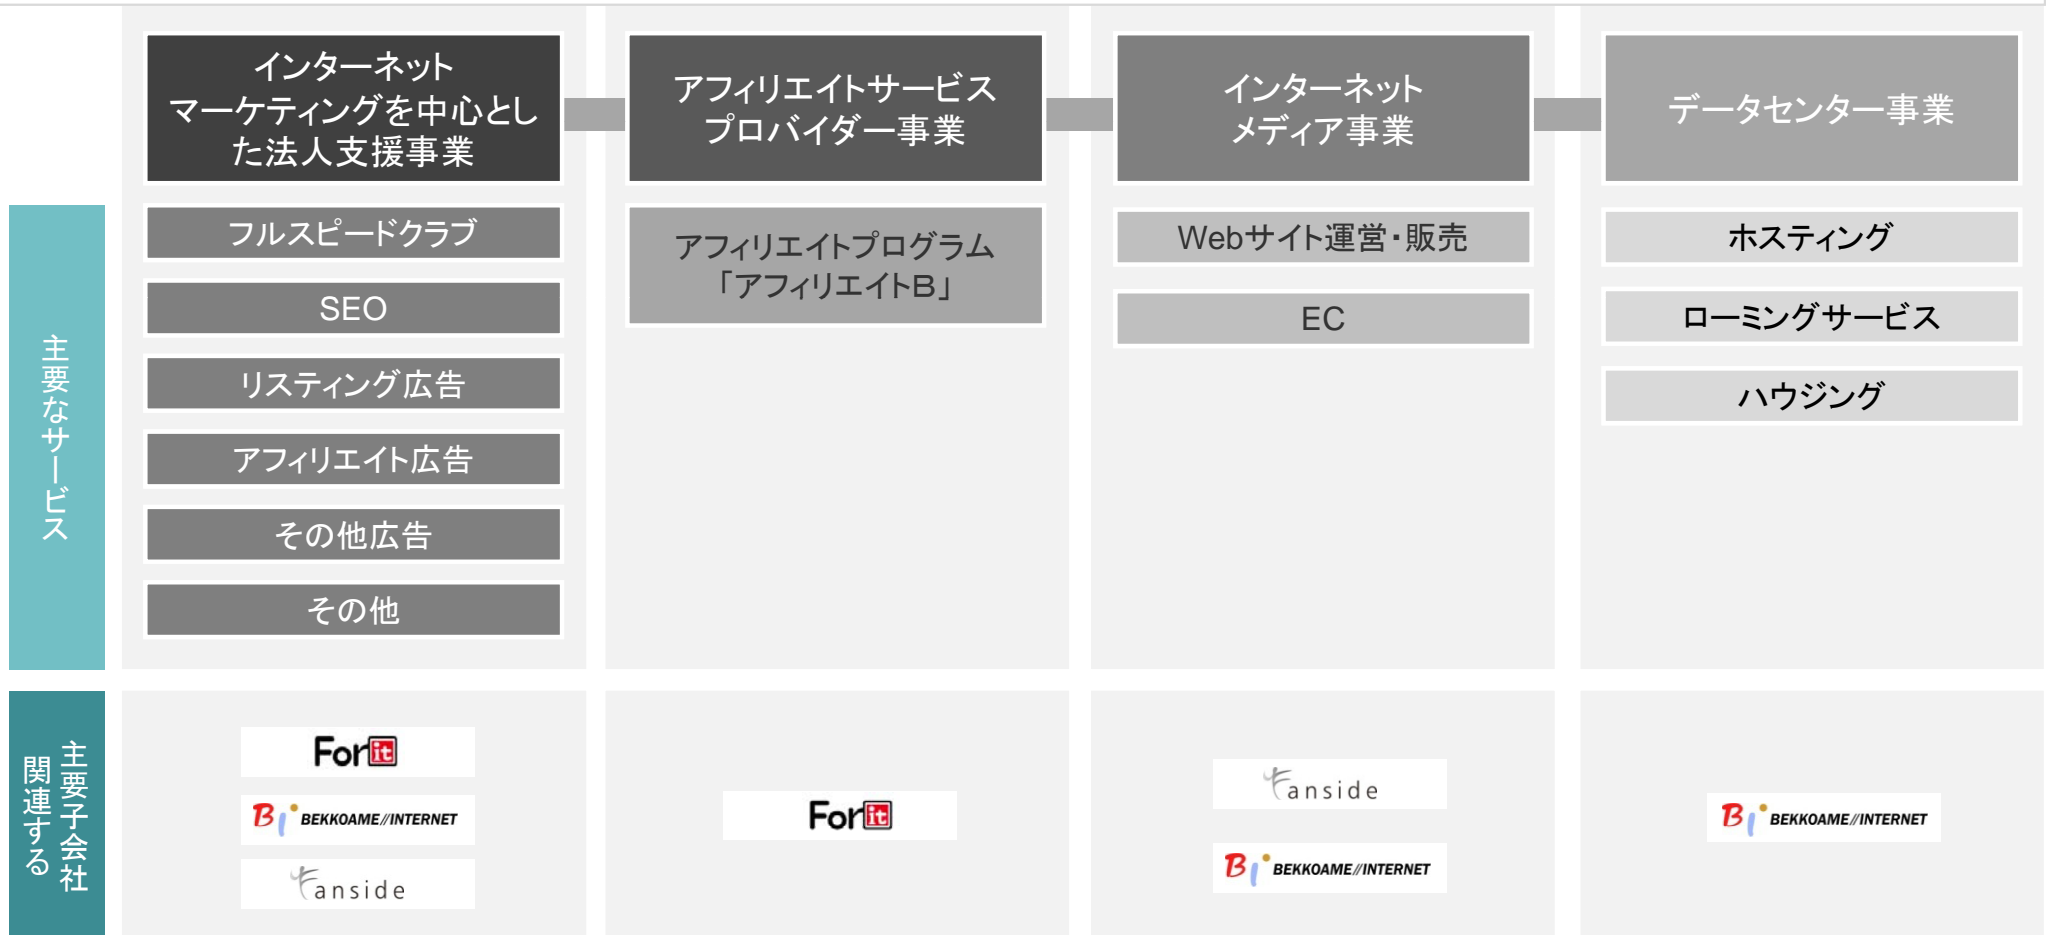 インターネット
マーケティングを中心とし
た法人支援事業
アフィリエイトサービス
プロバイダー事業
インターネット
メディア事業
データセンター事業
主要なサービス
フルスピードクラブ
SEO
リスティング広告
アフィリエイト広告
その他広告
その他
アフィリエイトプログラム
「アフィリエイトB」
Webサイト運営・販売
EC
ホスティング
ローミングサービス
ハウジング
主要子会社
関連する
Forit
Bi BEKKOAME//INTERNET
Fanside
Forit
Fanside
Bi BEKKOAME//INTERNET
Bi BEKKOAME//INTERNET